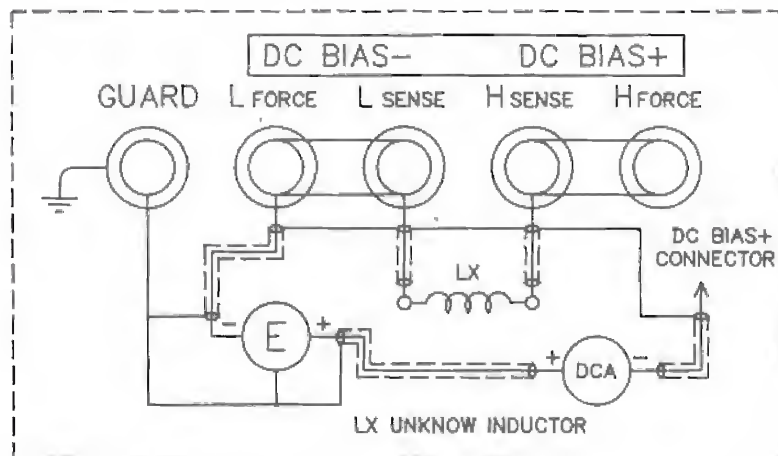 DC BIAS− DC BIAS+
GUARD L FORCE L SENSE H SENSE H FORCE
DC BIAS+
CONNECTOR
LX
− E +
+ DCA −
LX UNKNOW INDUCTOR